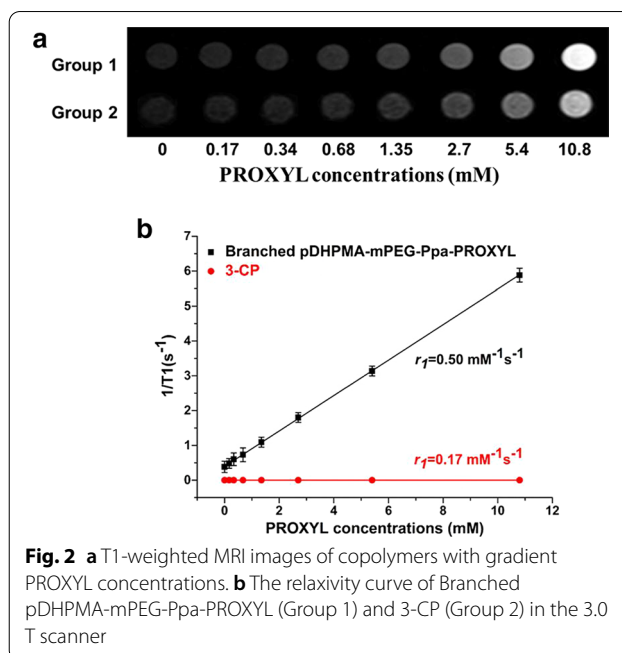 a
Group 1
Group 2
0 0.17 0.34 0.68 1.35 2.7 5.4 10.8
PROXYL concentrations (mM)
b
7
6
5
4
3
2
1
0
1/T1(s⁻¹)
Branched pDHPMA-mPEG-Ppa-PROXYL
3-CP
r₁=0.50 mM⁻¹s⁻¹
r₁=0.17 mM⁻¹s⁻¹
0 2 4 6 8 10 12
PROXYL concentrations (mM)
Fig. 2 a T1-weighted MRI images of copolymers with gradient
PROXYL concentrations. b The relaxivity curve of Branched
pDHPMA-mPEG-Ppa-PROXYL (Group 1) and 3-CP (Group 2) in the 3.0
T scanner